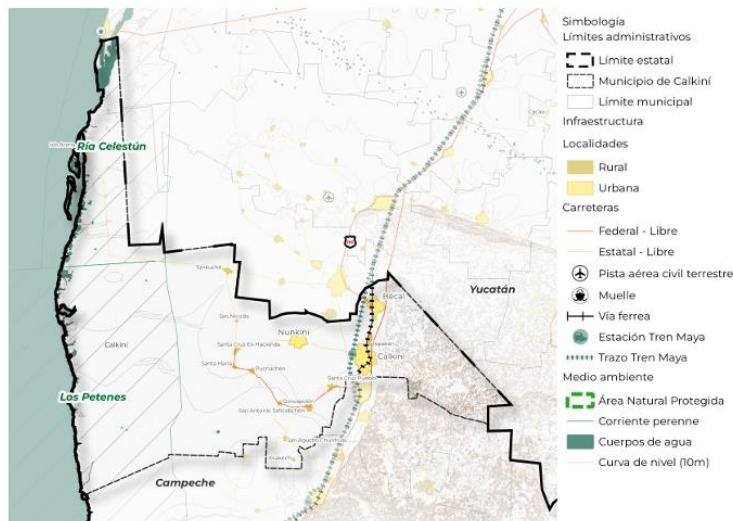 Ría Celestún
Yucatán
Bécal
Tankuché
San Nicolás
Nunkiní
Santa Cruz Ex-Hacienda
Calkiní
Tepakán
Calkiní
Santa María
Pucnachén
Santa Cruz Pueblo
Los Petenes
Concepción
San Antonio Sahcabchén
San Agustín Chunhuas
Campeche
Simbología
Límites administrativos
Límite estatal
Municipio de Calkiní
Límite municipal
Infraestructura
Localidades
Rural
Urbana
Carreteras
Federal - Libre
Estatal - Libre
Pista aérea civil terrestre
Muelle
Vía ferrea
Estación Tren Maya
Trazo Tren Maya
Medio ambiente
Área Natural Protegida
Corriente perenne
Cuerpos de agua
Curva de nivel (10m)